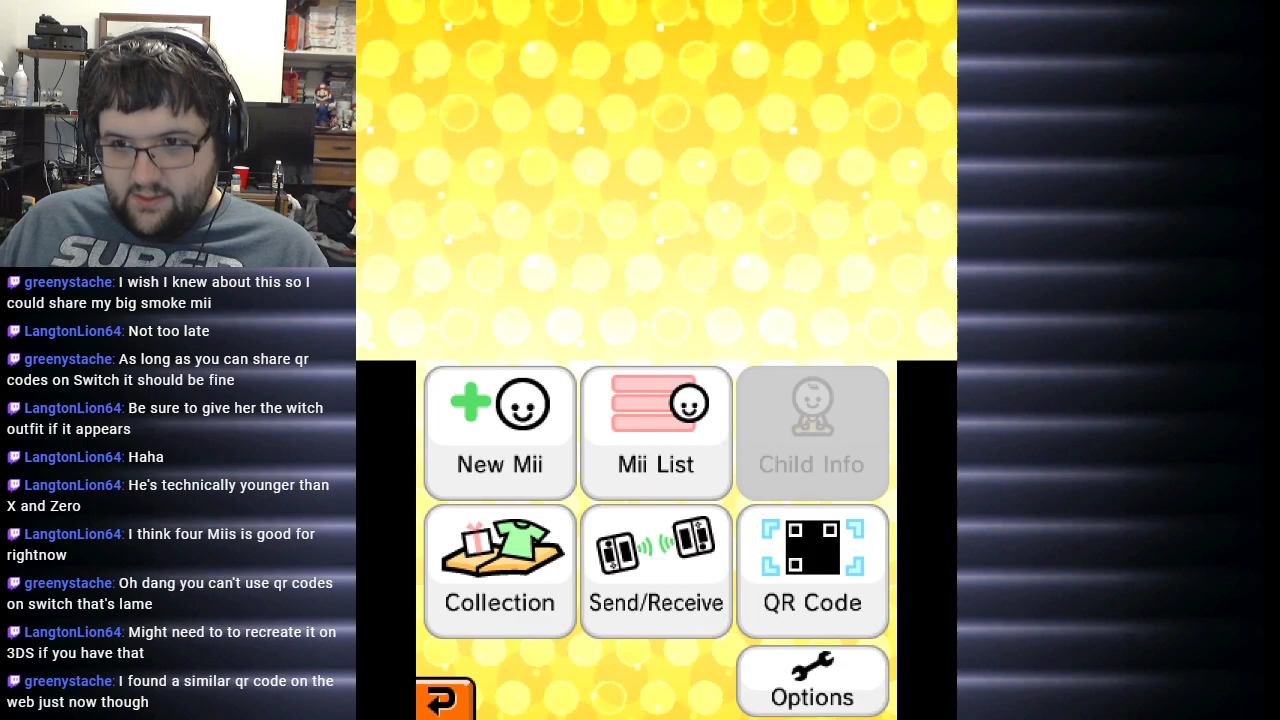 SUPER
greenystache: I wish I knew about this so I
could share my big smoke mii
LangtonLion64: Not too late
greenystache: As long as you can share qr
codes on Switch it should be fine
LangtonLion64: Be sure to give her the witch
outfit if it appears
LangtonLion64: Haha
LangtonLion64: He's technically younger than
X and Zero
LangtonLion64: I think four Miis is good for
rightnow
greenystache: Oh dang you can't use qr codes
on switch that's lame
LangtonLion64: Might need to to recreate it on
3DS if you have that
greenystache: I found a similar qr code on the
web just now though
New Mii
Mii List
Child Info
Collection
Send/Receive
QR Code
Options